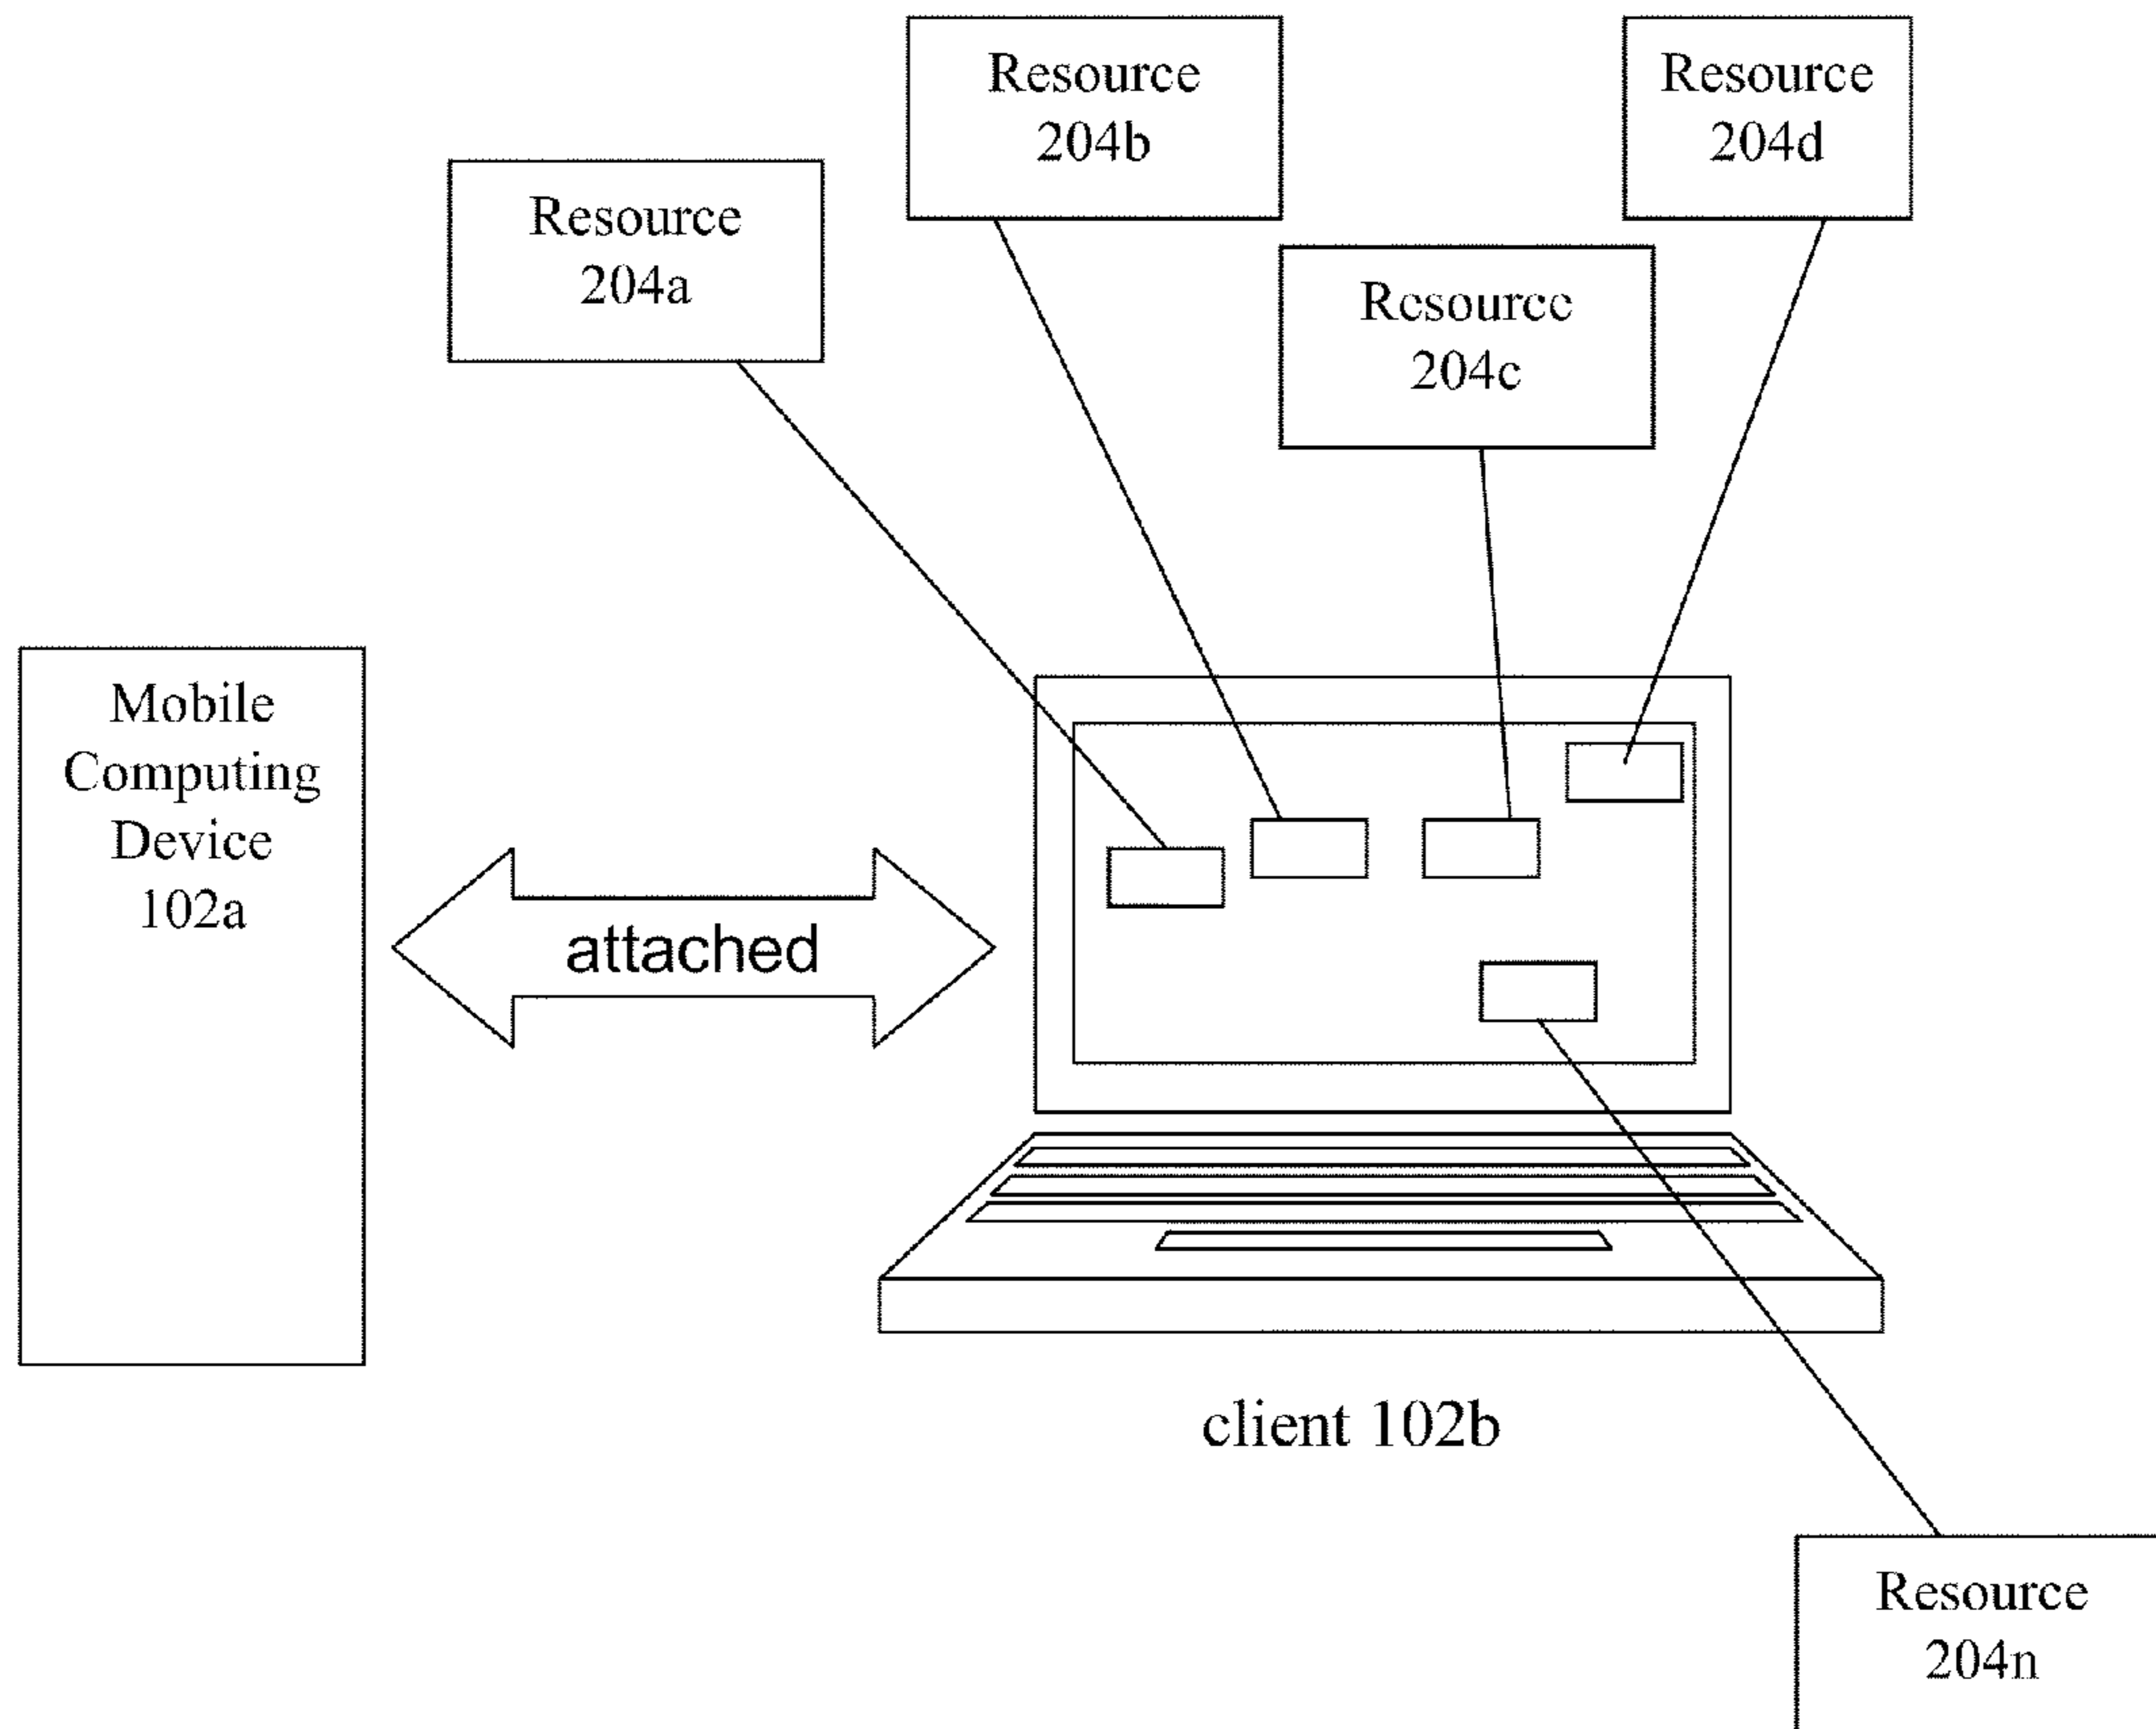 Resource
204b
Resource
204d
Resource
204a
Resource
204c
Mobile
Computing
Device
102a
attached
client 102b
Resource
204n